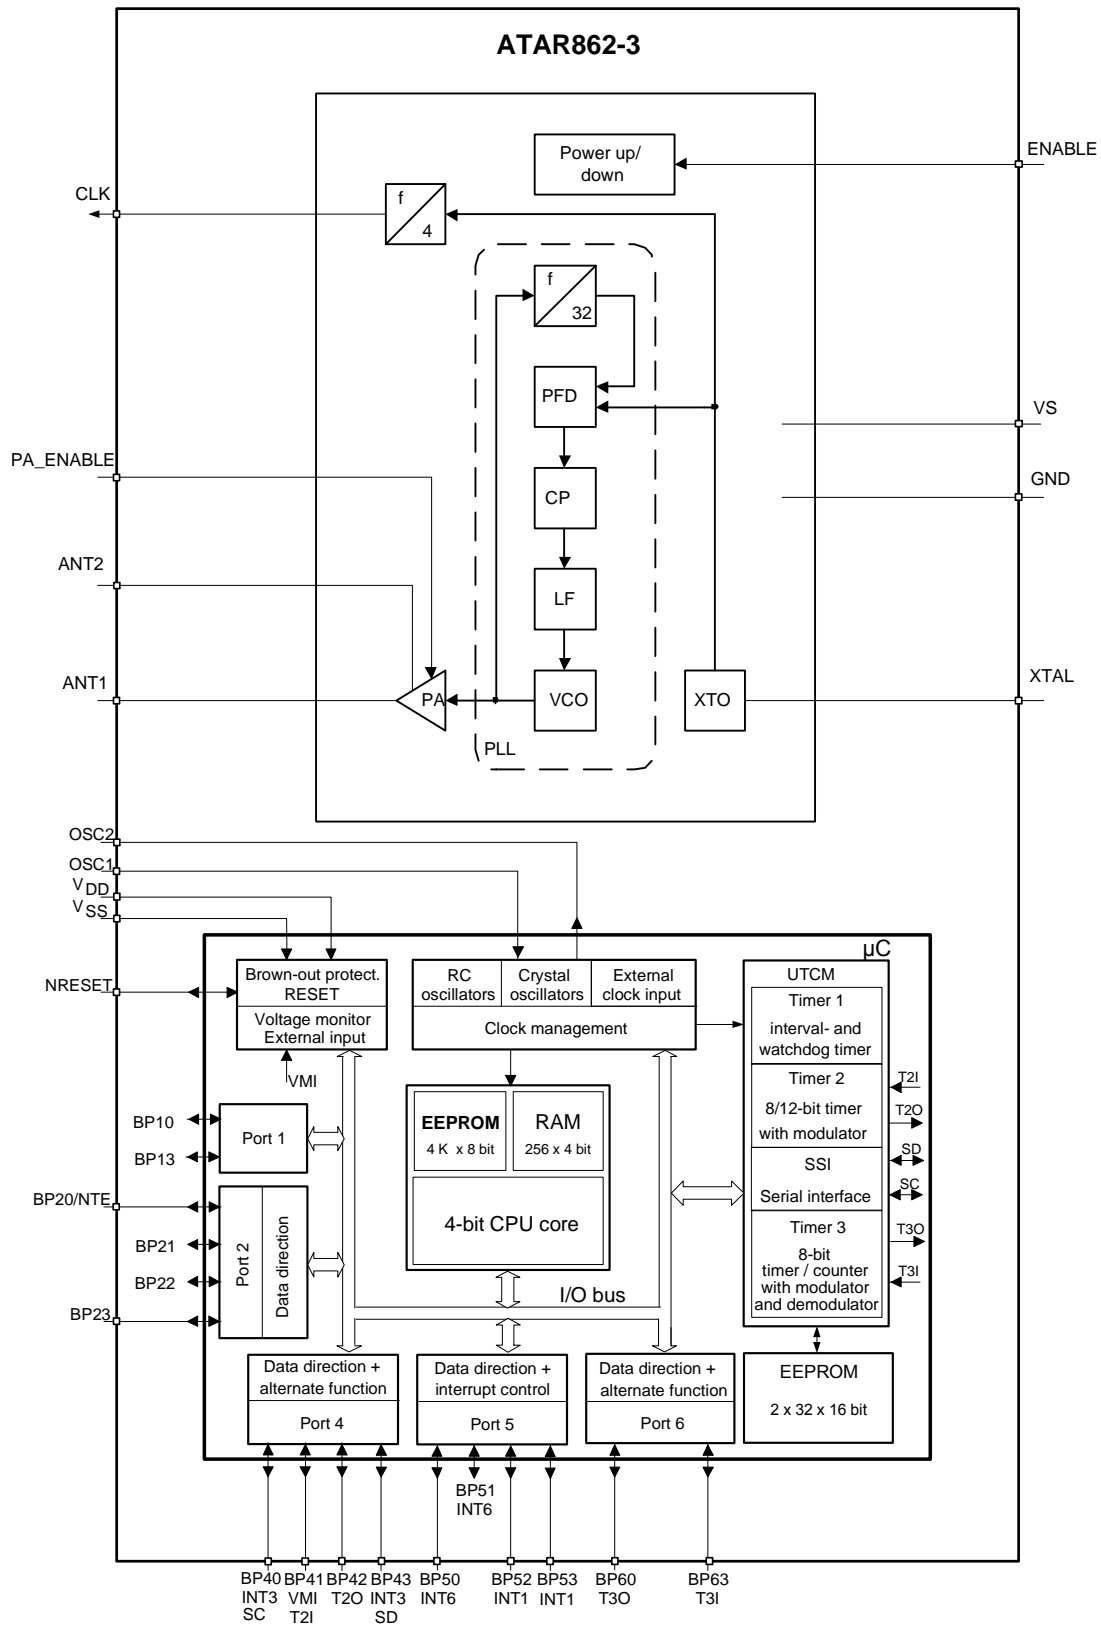 ATAR862-3
Power up/
down
ENABLE
CLK
f
4
f
32
PFD
VS
PA_ENABLE
GND
CP
ANT2
LF
ANT1
PA
VCO
XTO
XTAL
PLL
OSC2
OSC1
VDD
VSS
µC
NRESET
Brown-out protect.
RESET
Voltage monitor
External input
VMI
RC
oscillators
Crystal
oscillators
External
clock input
Clock management
UTCM
Timer 1
interval- and
watchdog timer
Timer 2
8/12-bit timer
with modulator
SSI
Serial interface
Timer 3
8-bit
timer / counter
with modulator
and demodulator
T2I
T2O
SD
SC
T3O
T3I
EEPROM
4 K x 8 bit
RAM
256 x 4 bit
4-bit CPU core
BP10
BP13
Port 1
BP20/NTE
BP21
BP22
BP23
Port 2
Data direction
I/O bus
Data direction +
alternate function
Port 4
Data direction +
interrupt control
Port 5
Data direction +
alternate function
Port 6
EEPROM
2 x 32 x 16 bit
BP51
INT6
BP40
INT3
SC
BP41
VMI
T2I
BP42
T2O
BP43
INT3
SD
BP50
INT6
BP52
INT1
BP53
INT1
BP60
T3O
BP63
T3I